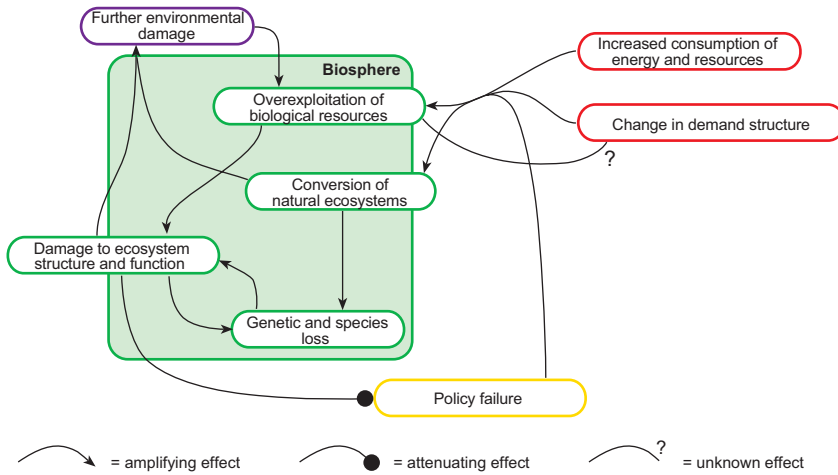 Further environmental
damage
Biosphere
Increased consumption of
energy and resources
Overexploitation of
biological resources
Change in demand structure
?
Conversion of
natural ecosystems
Damage to ecosystem
structure and function
Genetic and species
loss
Policy failure
= amplifying effect
= attenuating effect
?
= unknown effect